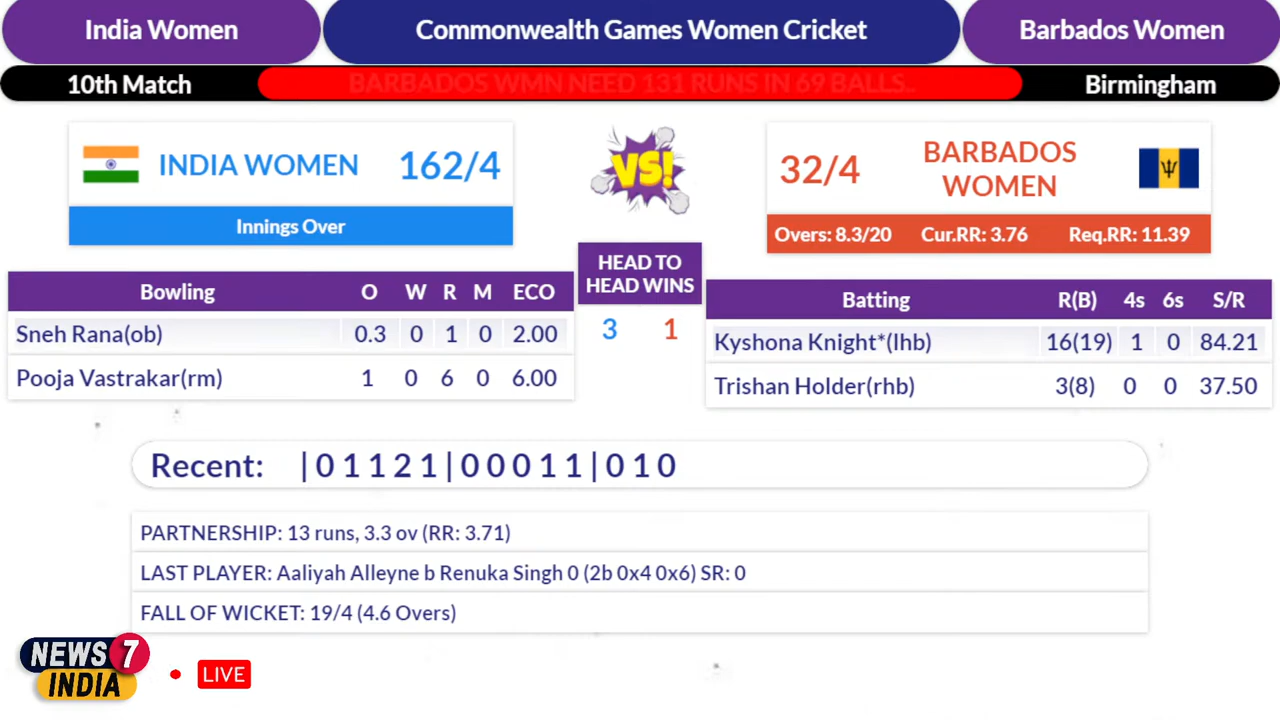 India Women
Commonwealth Games Women Cricket
Barbados Women
10th Match
BARBADOS WMN NEED 131 RUNS IN 69 BALLS..
Birmingham
INDIA WOMEN 162/4
Innings Over
VS!
32/4
BARBADOS
WOMEN
Overs: 8.3/20 Cur.RR: 3.76 Req.RR: 11.39
HEAD TO
HEAD WINS
3 1
Bowling O W R M ECO
Sneh Rana(ob) 0.3 0 1 0 2.00
Pooja Vastrakar(rm) 1 0 6 0 6.00
Batting R(B) 4s 6s S/R
Kyshona Knight*(lhb) 16(19) 1 0 84.21
Trishan Holder(rhb) 3(8) 0 0 37.50
Recent: |0 1 1 2 1|0 0 0 1 1|0 1 0
PARTNERSHIP: 13 runs, 3.3 ov (RR: 3.71)
LAST PLAYER: Aaliyah Alleyne b Renuka Singh 0 (2b 0x4 0x6) SR: 0
FALL OF WICKET: 19/4 (4.6 Overs)
NEWS 7
INDIA
LIVE